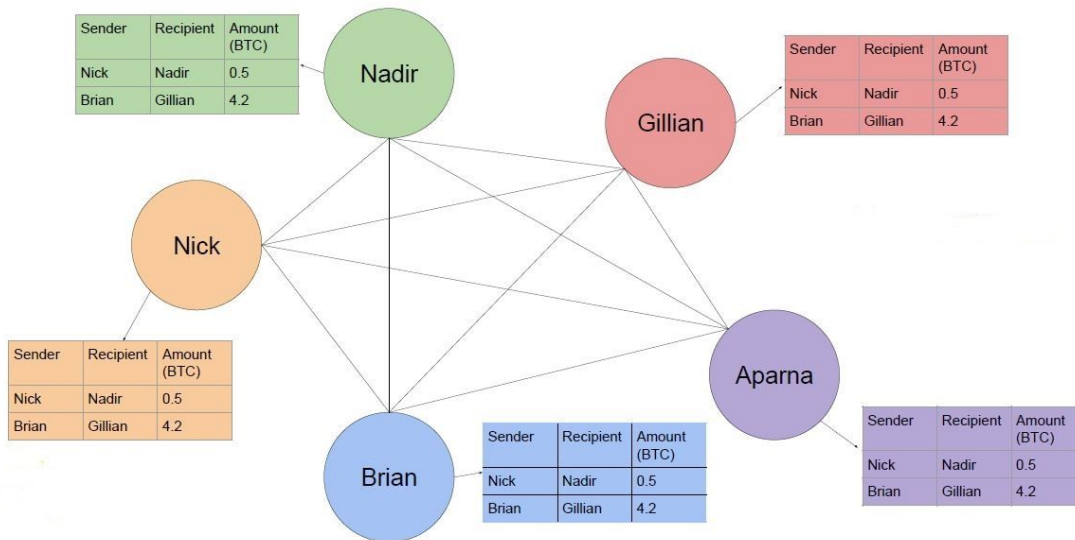 Sender Recipient Amount (BTC)
Nick Nadir 0.5
Brian Gillian 4.2
Nadir
Gillian
Sender Recipient Amount (BTC)
Nick Nadir 0.5
Brian Gillian 4.2
Nick
Sender Recipient Amount (BTC)
Nick Nadir 0.5
Brian Gillian 4.2
Aparna
Brian
Sender Recipient Amount (BTC)
Nick Nadir 0.5
Brian Gillian 4.2
Sender Recipient Amount (BTC)
Nick Nadir 0.5
Brian Gillian 4.2